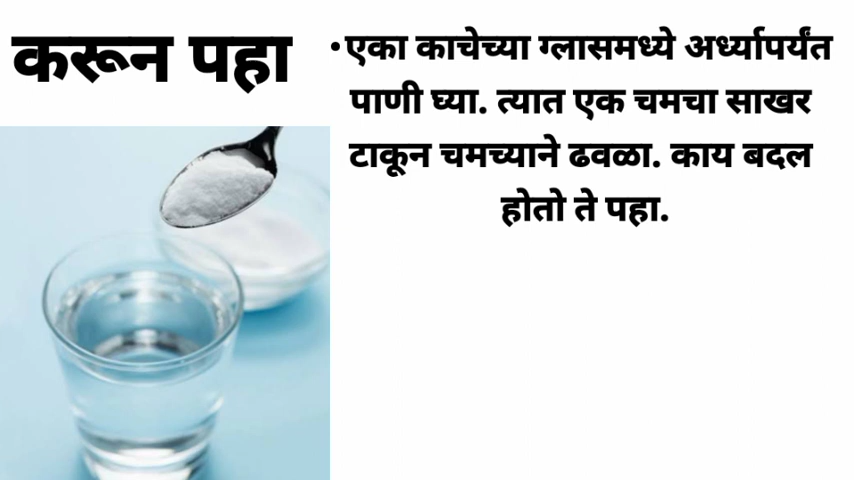 करून पहा
•एका काचेच्या ग्लासमध्ये अर्ध्यापर्यंत
पाणी घ्या. त्यात एक चमचा साखर
टाकून चमच्याने ढवळा. काय बदल
होतो ते पहा.